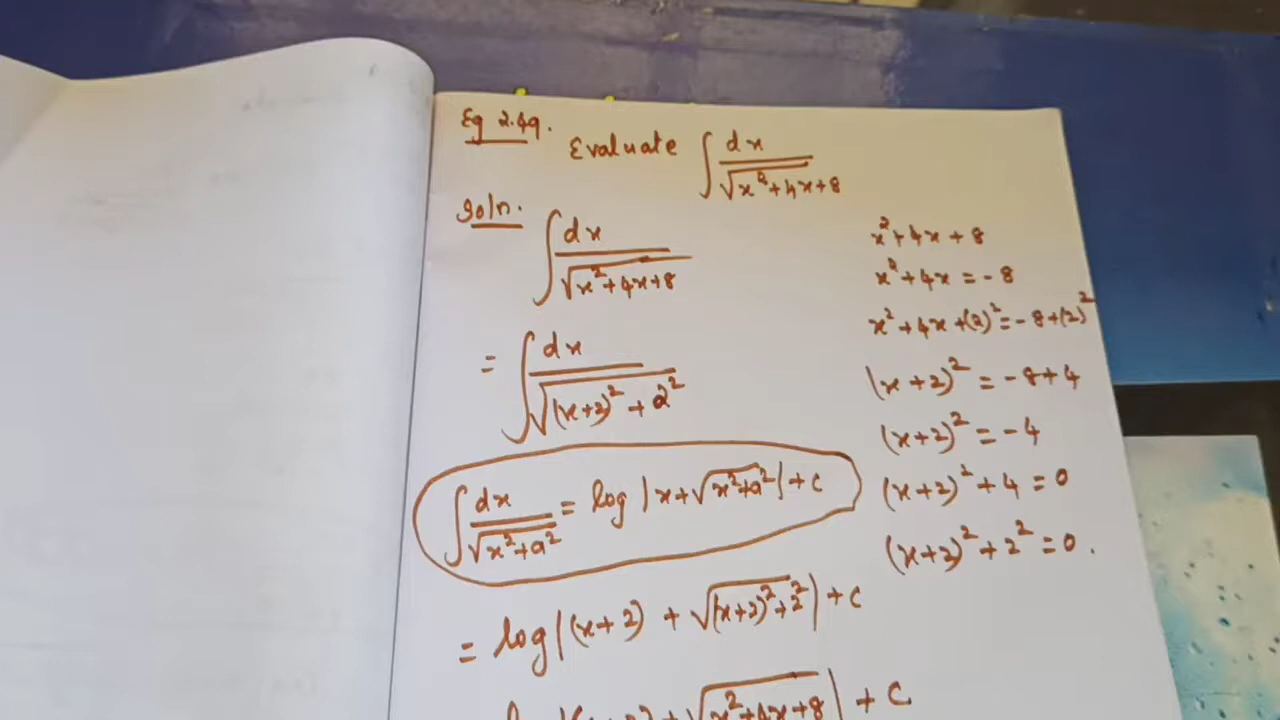 Eg 2.49. Evaluate ∫ dx / √(x² + 4x + 8)
Soln. ∫ dx / √(x² + 4x + 8)
= ∫ dx / √((x+2)² + 2²)
∫ dx / √(x² + a²) = log |x + √(x² + a²)| + c
= log |(x+2) + √((x+2)² + 2²)| + c
√(x² + 4x + 8)| + c
x² + 4x + 8
x² + 4x = -8
x² + 4x + (2)² = -8 + (2)²
(x+2)² = -8 + 4
(x+2)² = -4
(x+2)² + 4 = 0
(x+2)² + 2² = 0.